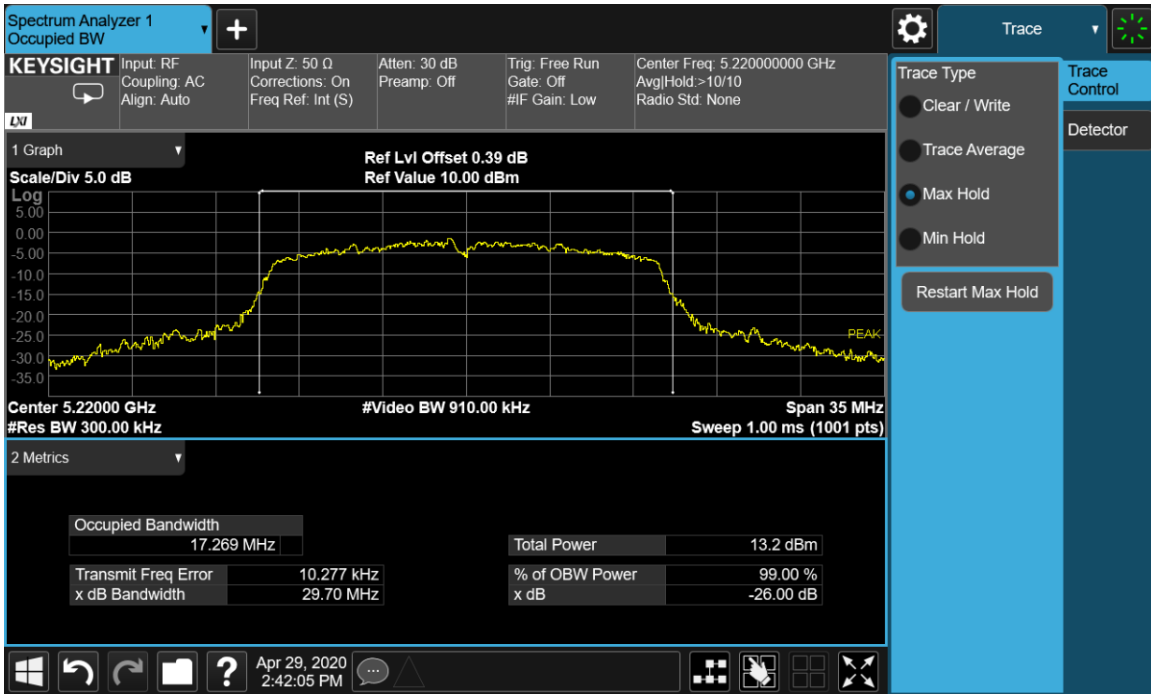 Spectrum Analyzer 1
Occupied BW
+
Trace
KEYSIGHT
LXI
Input: RF
Coupling: AC
Align: Auto
Input Z: 50 Ω
Corrections: On
Freq Ref: Int (S)
Atten: 30 dB
Preamp: Off
Trig: Free Run
Gate: Off
#IF Gain: Low
Center Freq: 5.220000000 GHz
Avg|Hold:>10/10
Radio Std: None
1 Graph
Scale/Div 5.0 dB
Ref Lvl Offset 0.39 dB
Ref Value 10.00 dBm
Log
5.00
0.00
-5.00
-10.0
-15.0
-20.0
-25.0
-30.0
-35.0
PEAK
Center 5.22000 GHz
#Video BW 910.00 kHz
Span 35 MHz
#Res BW 300.00 kHz
Sweep 1.00 ms (1001 pts)
2 Metrics
Occupied Bandwidth
17.269 MHz
Total Power 13.2 dBm
Transmit Freq Error 10.277 kHz
% of OBW Power 99.00 %
x dB Bandwidth 29.70 MHz
x dB -26.00 dB
Trace Type
Clear / Write
Trace Average
Max Hold
Min Hold
Restart Max Hold
Trace
Control
Detector
?
Apr 29, 2020
2:42:05 PM